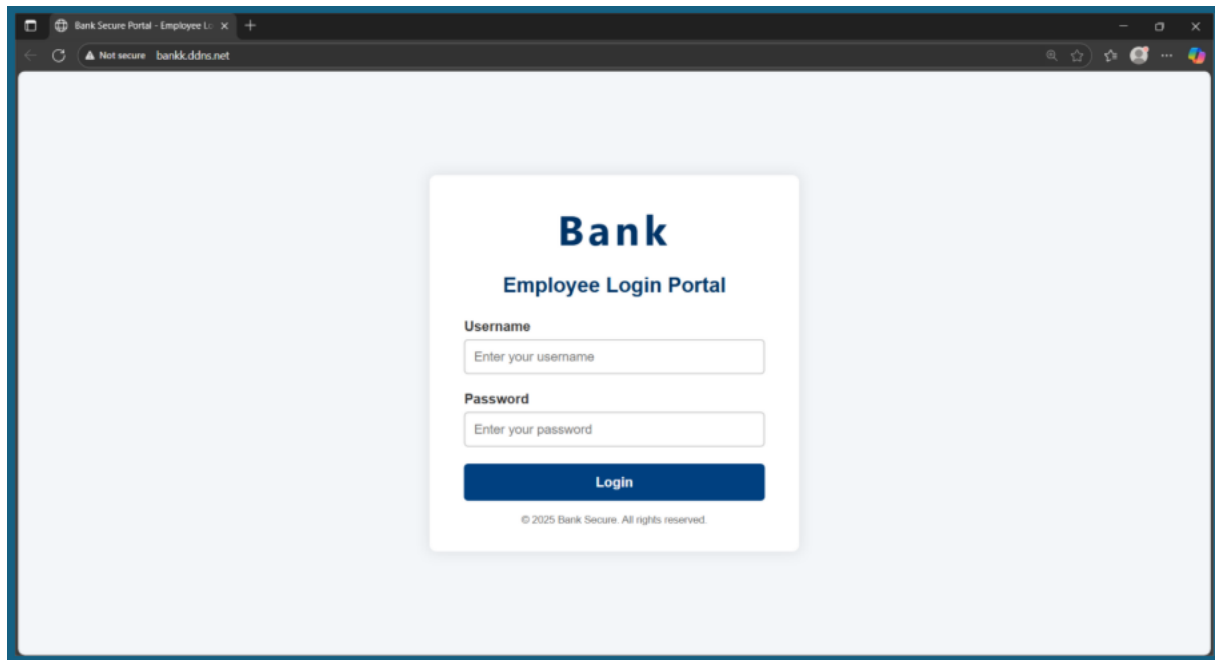 Bank Secure Portal - Employee Lo
Not secure bankk.ddns.net
Bank
Employee Login Portal
Username
Enter your username
Password
Enter your password
Login
© 2025 Bank Secure. All rights reserved.